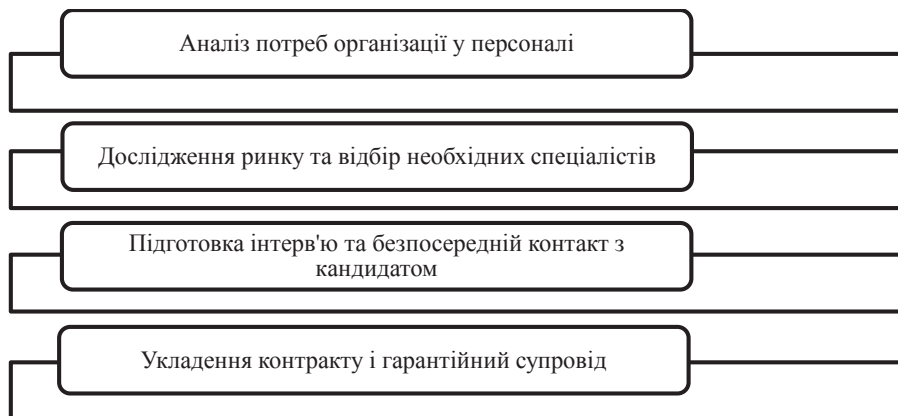 Аналіз потреб організації у персоналі
Дослідження ринку та відбір необхідних спеціалістів
Підготовка інтерв'ю та безпосередній контакт з
кандидатом
Укладення контракту і гарантійний супровід